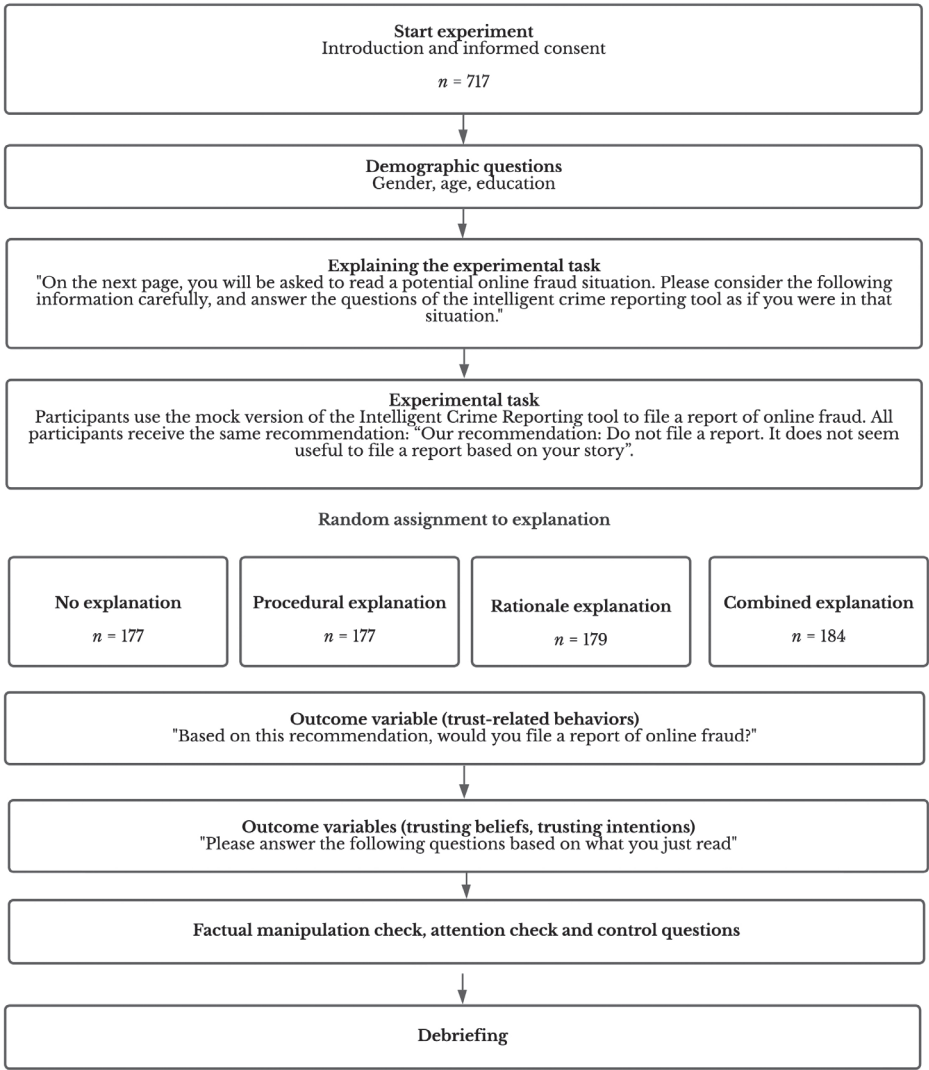 Start experiment
Introduction and informed consent
n = 717
Demographic questions
Gender, age, education
Explaining the experimental task
"On the next page, you will be asked to read a potential online fraud situation. Please consider the following
information carefully, and answer the questions of the intelligent crime reporting tool as if you were in that
situation."
Experimental task
Participants use the mock version of the Intelligent Crime Reporting tool to file a report of online fraud. All
participants receive the same recommendation: “Our recommendation: Do not file a report. It does not seem
useful to file a report based on your story”.
Random assignment to explanation
No explanation
n = 177
Procedural explanation
n = 177
Rationale explanation
n = 179
Combined explanation
n = 184
Outcome variable (trust-related behaviors)
"Based on this recommendation, would you file a report of online fraud?"
Outcome variables (trusting beliefs, trusting intentions)
"Please answer the following questions based on what you just read"
Factual manipulation check, attention check and control questions
Debriefing